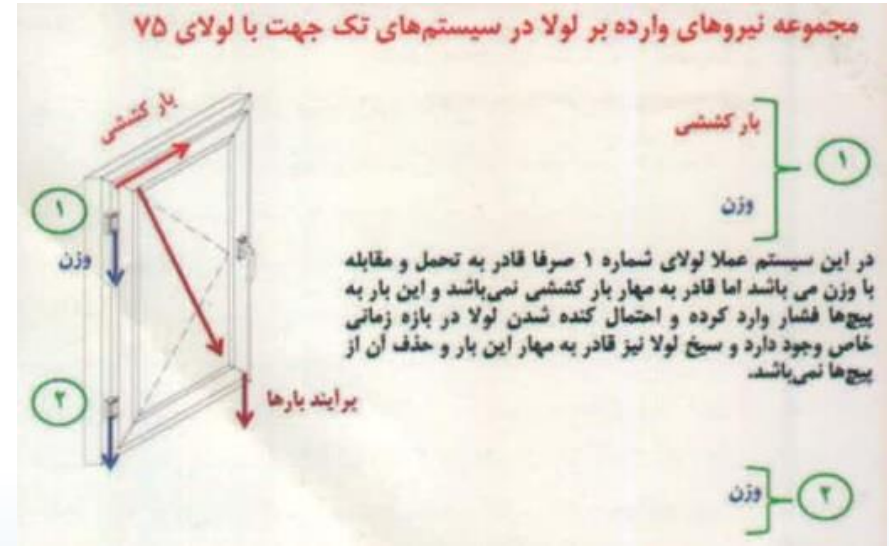 مجموعه نیروهای وارده بر لولا در سیستم‌های تک جهت با لولای ۷۵
بار کششی
۱
وزن
۲
برآیند بارها
بار کششی
وزن
۱
در این سیستم عملا لولای شماره ۱ صرفا قادر به تحمل و مقابله
با وزن می باشد اما قادر به مهار بار کششی نمی‌باشد و این بار به
پیچ‌ها فشار وارد کرده و احتمال کنده شدن لولا در بازه زمانی
خاص وجود دارد و سیخ لولا نیز قادر به مهار این بار و حذف آن از
پیچ‌ها نمی‌باشد.
وزن
۲